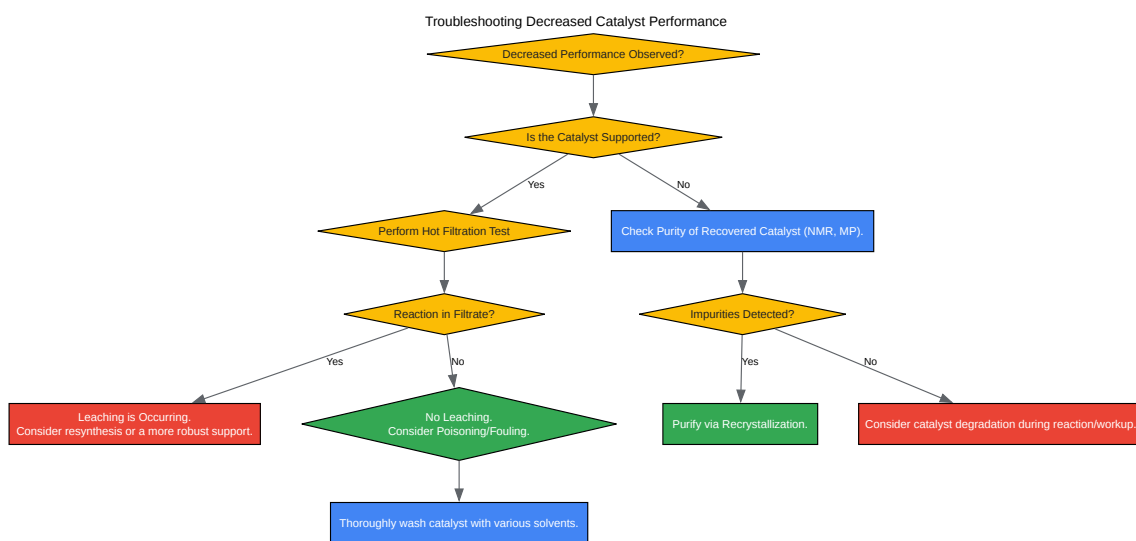 Troubleshooting Decreased Catalyst Performance
Decreased Performance Observed?
Is the Catalyst Supported?
Yes
No
Perform Hot Filtration Test
Check Purity of Recovered Catalyst (NMR, MP).
Reaction in Filtrate?
Impurities Detected?
Yes
No
Yes
No
Leaching is Occurring.
Consider resynthesis or a more robust support.
No Leaching.
Consider Poisoning/Fouling.
Purify via Recrystallization.
Consider catalyst degradation during reaction/workup.
Thoroughly wash catalyst with various solvents.